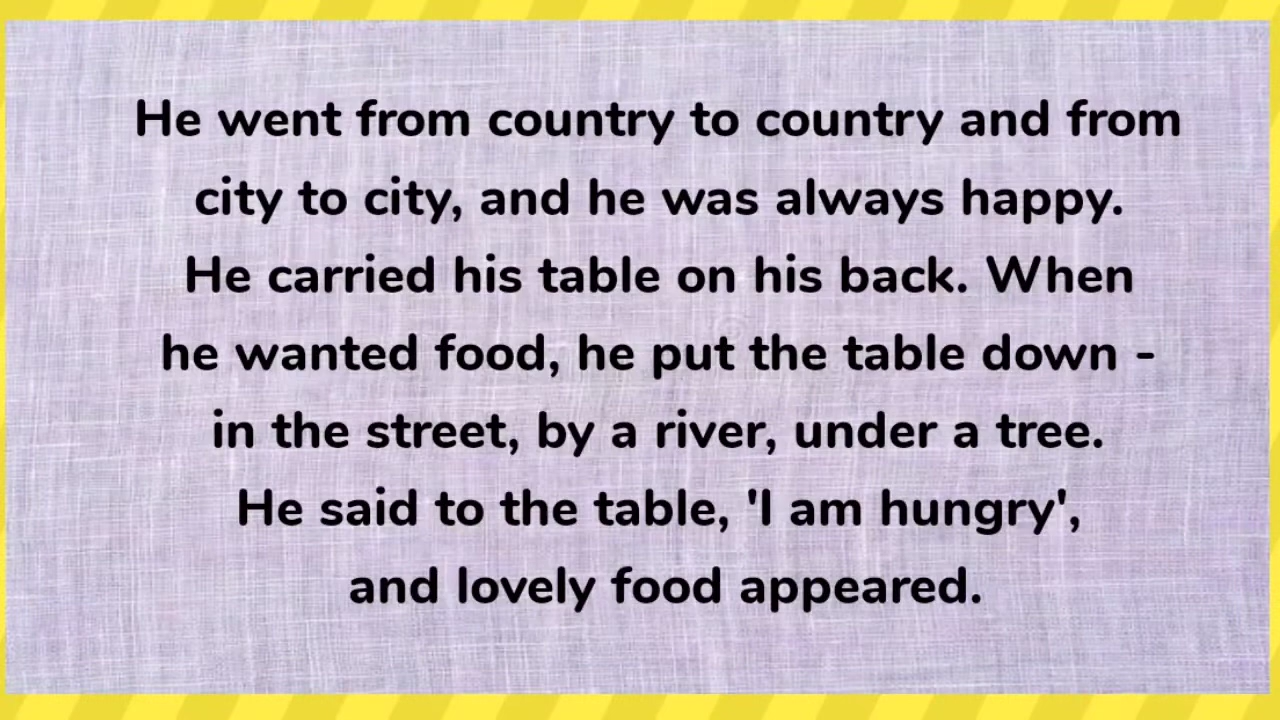 He went from country to country and from
city to city, and he was always happy.
He carried his table on his back. When
he wanted food, he put the table down -
in the street, by a river, under a tree.
He said to the table, 'I am hungry',
and lovely food appeared.